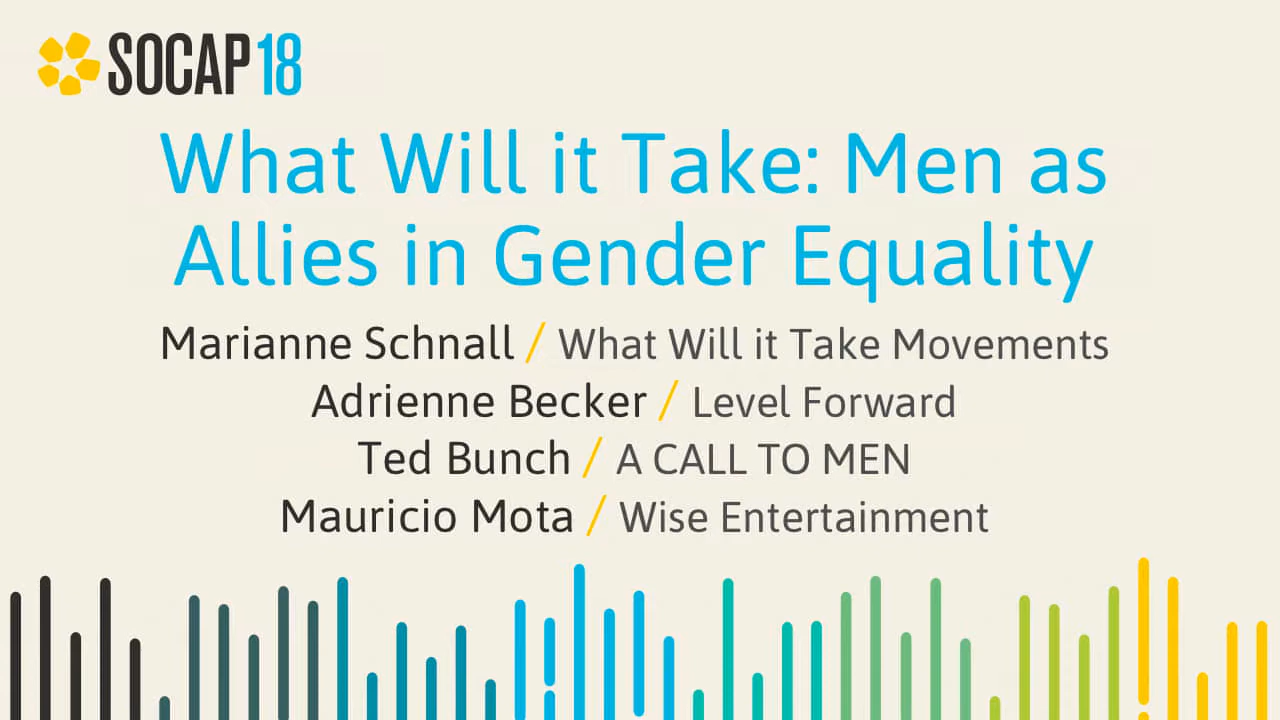 SOCAP18
What Will it Take: Men as
Allies in Gender Equality
Marianne Schnall / What Will it Take Movements
Adrienne Becker / Level Forward
Ted Bunch / A CALL TO MEN
Mauricio Mota / Wise Entertainment